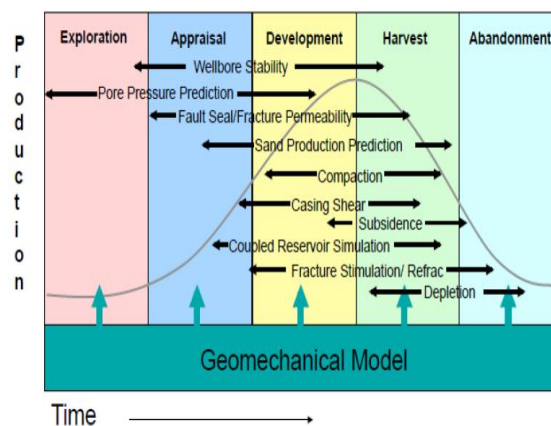 Production
Exploration
Appraisal
Development
Harvest
Abandonment
Wellbore Stability
Pore Pressure Prediction
Fault Seal/Fracture Permeability
Sand Production Prediction
Compaction
Casing Shear
Subsidence
Coupled Reservoir Simulation
Fracture Stimulation/ Refrac
Depletion
Geomechanical Model
Time